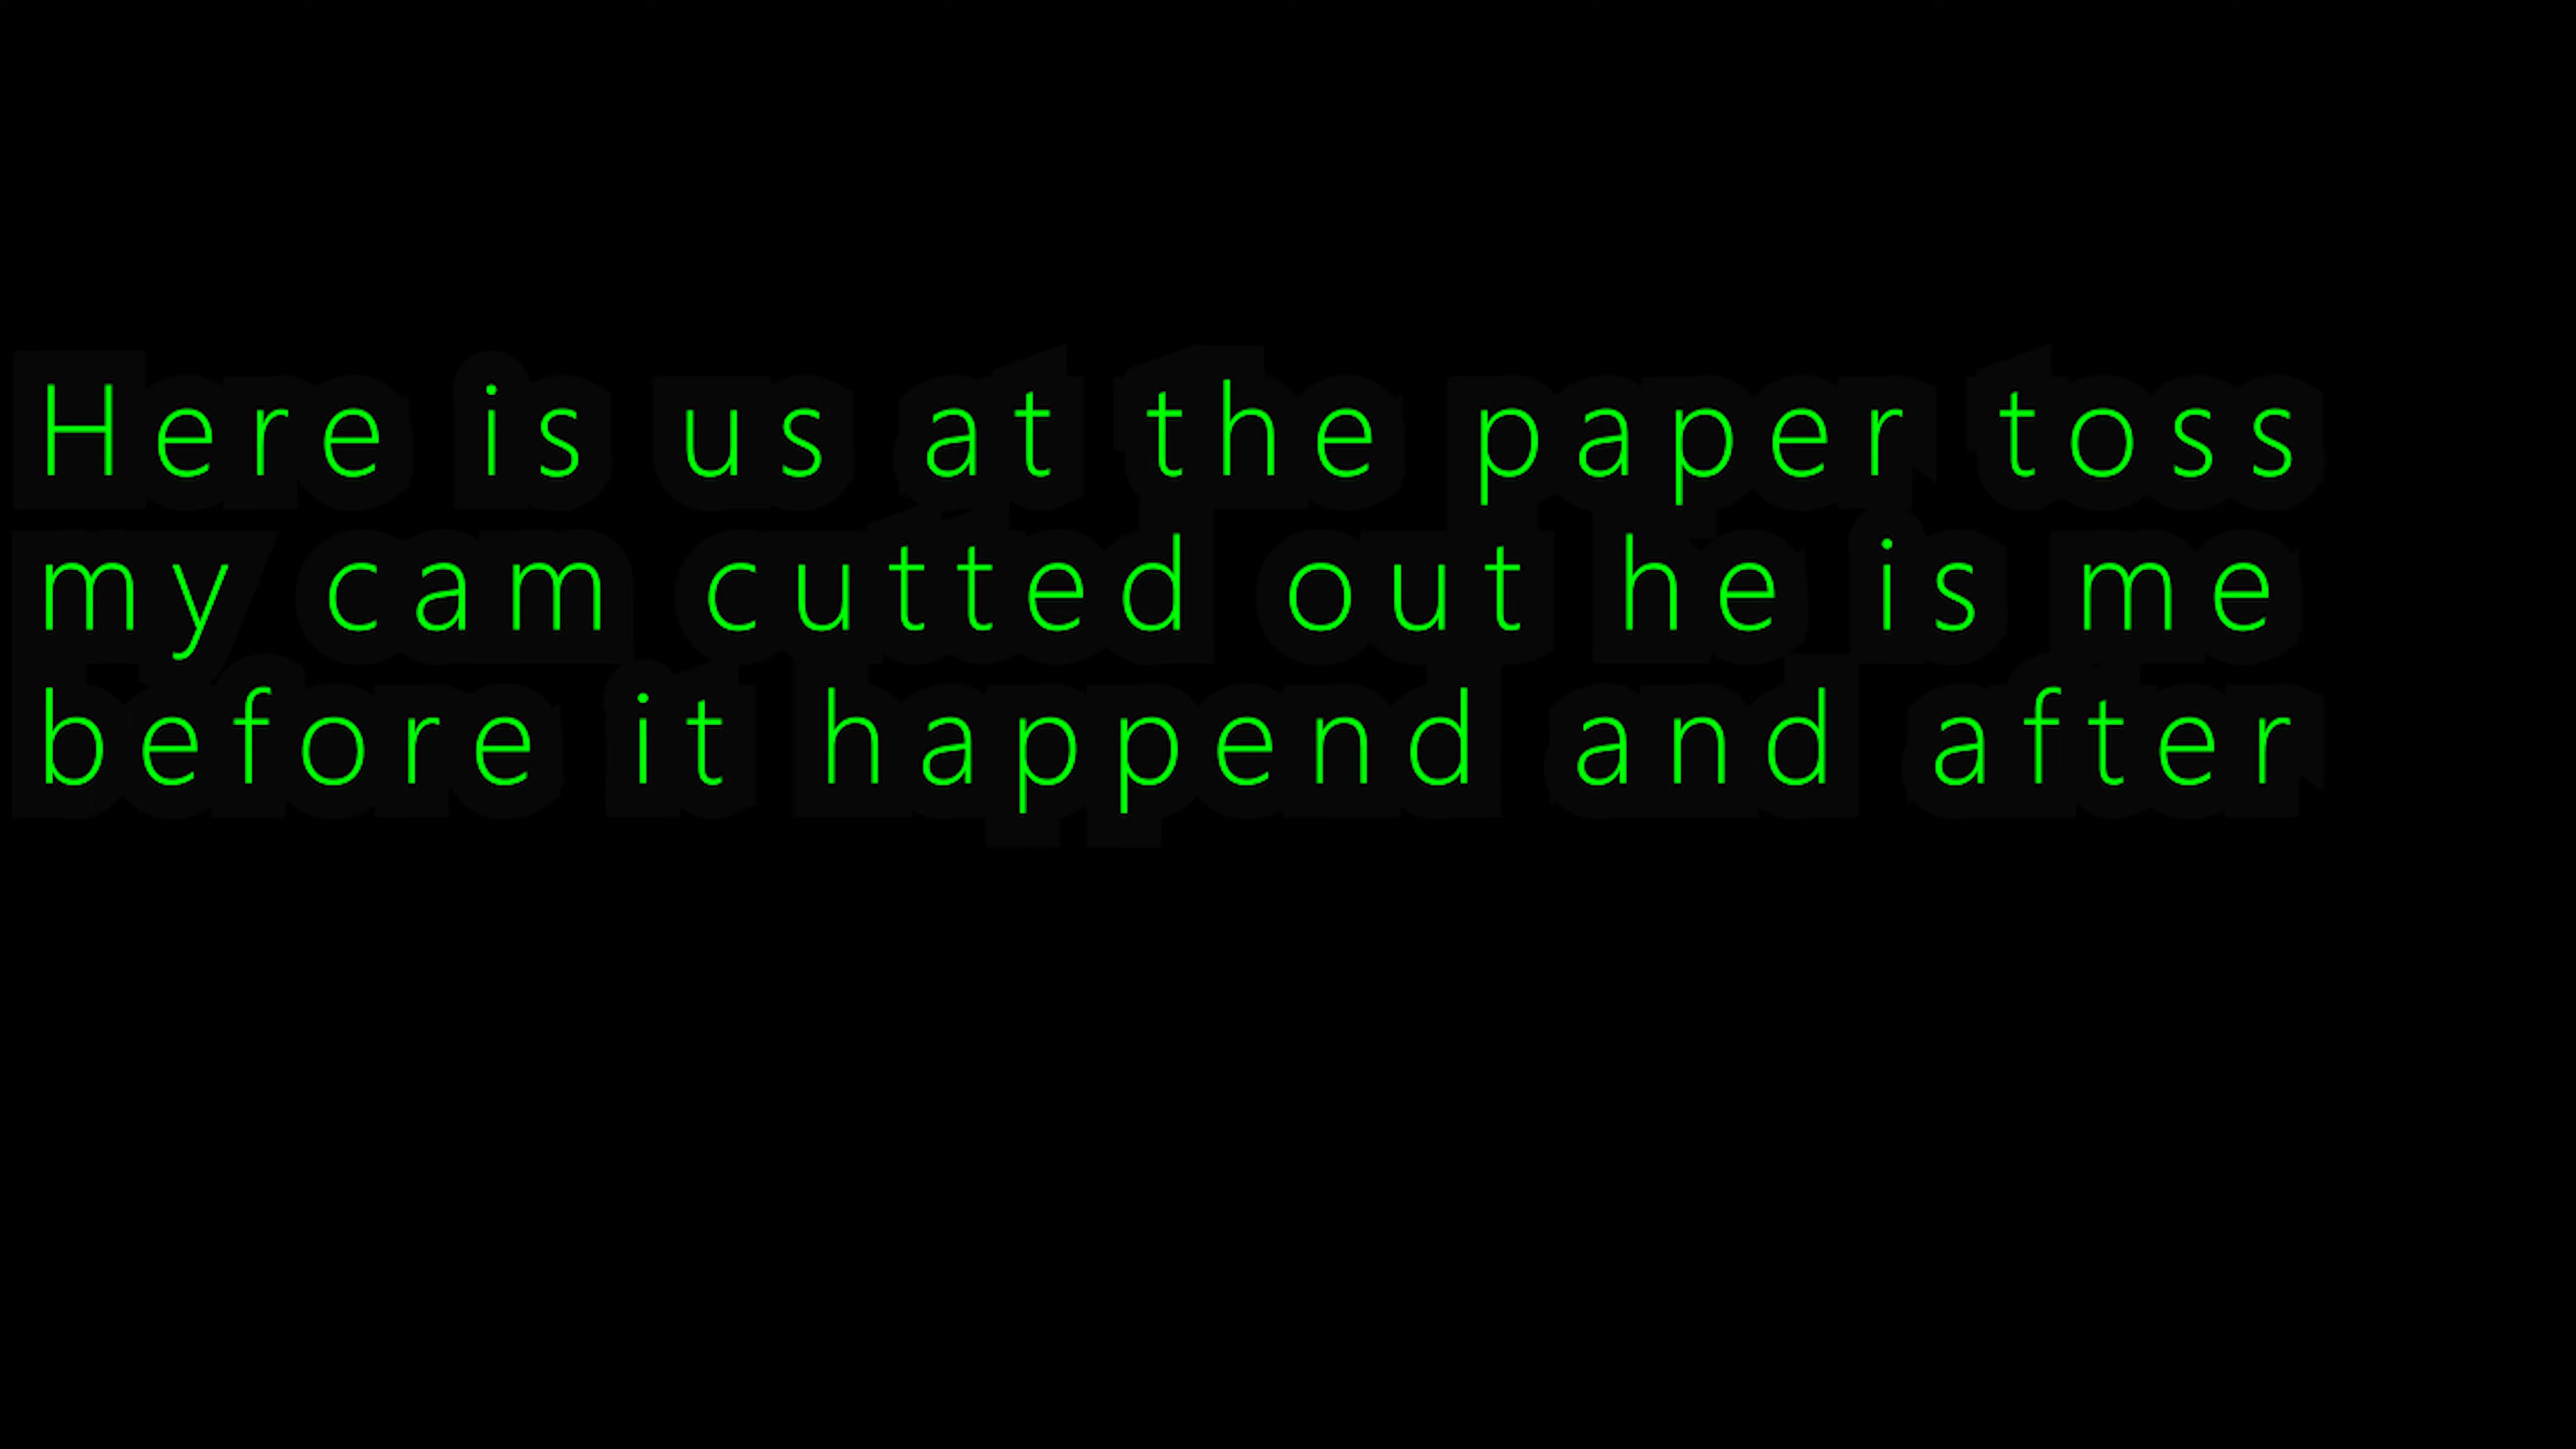 Here is us at the paper toss
my cam cutted out he is me
before it happend and after